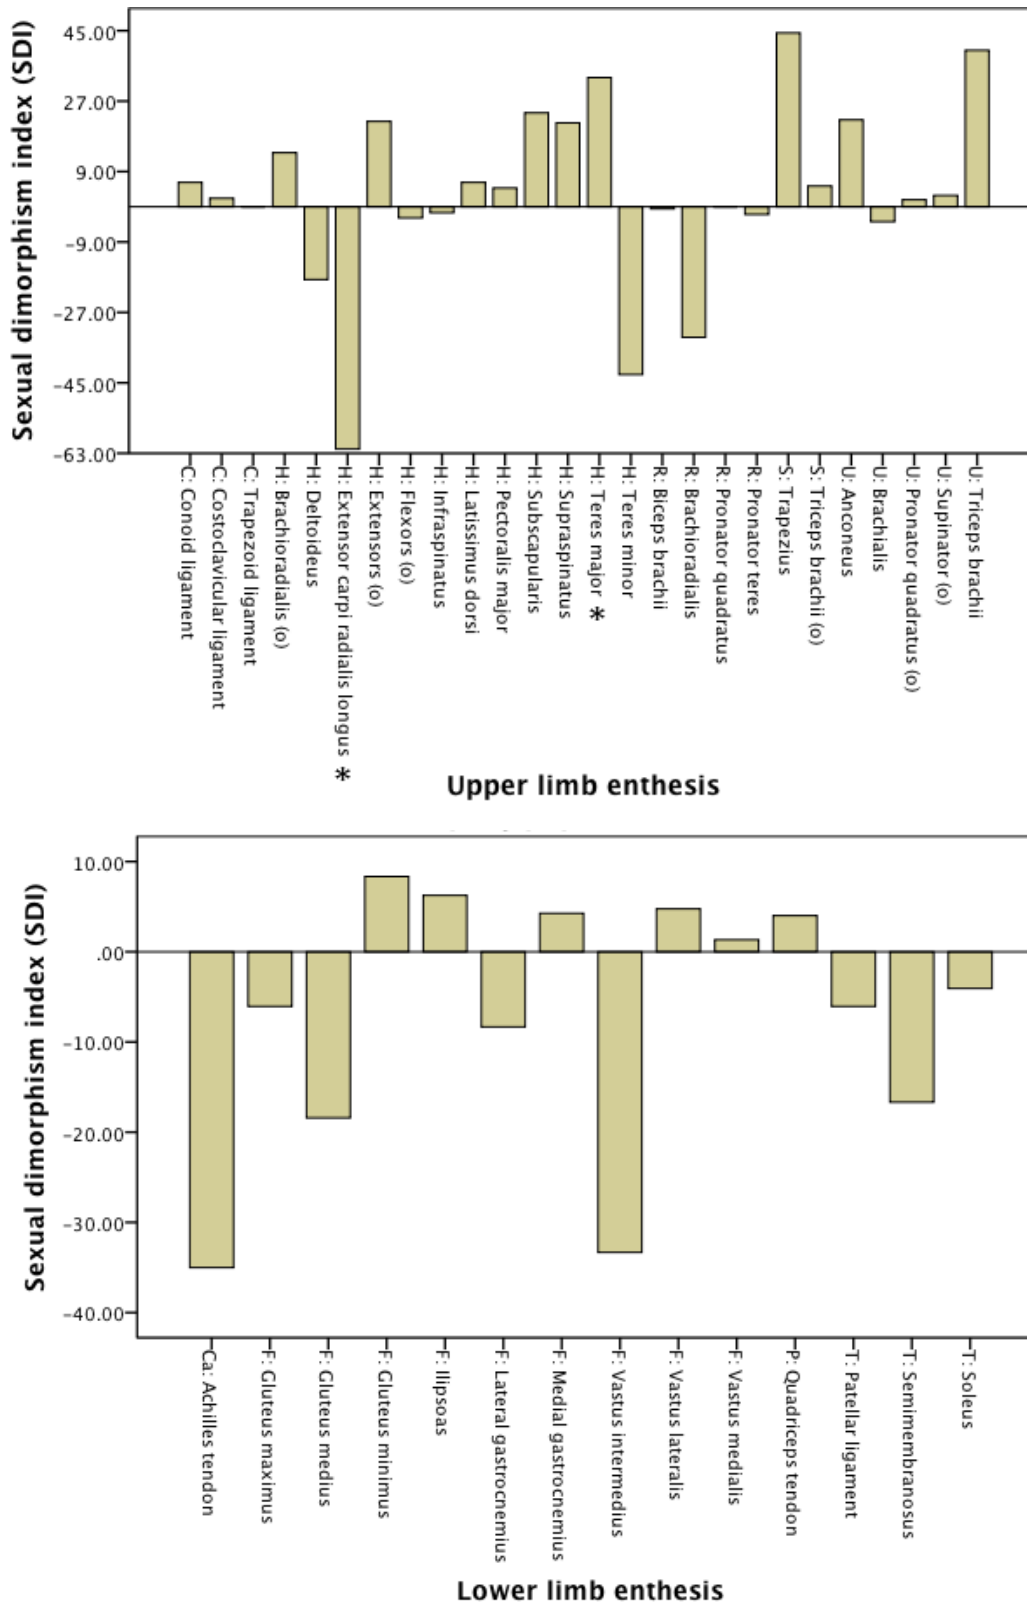 Sexual dimorphism index (SDI)
45.00
27.00
9.00
-9.00
-27.00
-45.00
-63.00
C: Conoid ligament
C: Costoclavicular ligament
C: Trapezoid ligament
H: Brachioradialis (o)
H: Deltoideus
H: Extensor carpi radialis longus *
H: Extensors (o)
H: Flexors (o)
H: Infraspinatus
H: Latissimus dorsi
H: Pectoralis major
H: Subscapularis
H: Supraspinatus
H: Teres major *
H: Teres minor
R: Biceps brachii
R: Brachioradialis
R: Pronator quadratus
R: Pronator teres
S: Trapezius
S: Triceps brachii (o)
U: Anconeus
U: Brachialis
U: Pronator quadratus (o)
U: Supinator (o)
U: Triceps brachii
Upper limb enthesis
Sexual dimorphism index (SDI)
10.00
.00
-10.00
-20.00
-30.00
-40.00
Ca: Achilles tendon
F: Gluteus maximus
F: Gluteus medius
F: Gluteus minimus
F: Ilipsoas
F: Lateral gastrocnemius
F: Medial gastrocnemius
F: Vastus intermedius
F: Vastus lateralis
F: Vastus medialis
P: Quadriceps tendon
T: Patellar ligament
T: Semimembranosus
T: Soleus
Lower limb enthesis